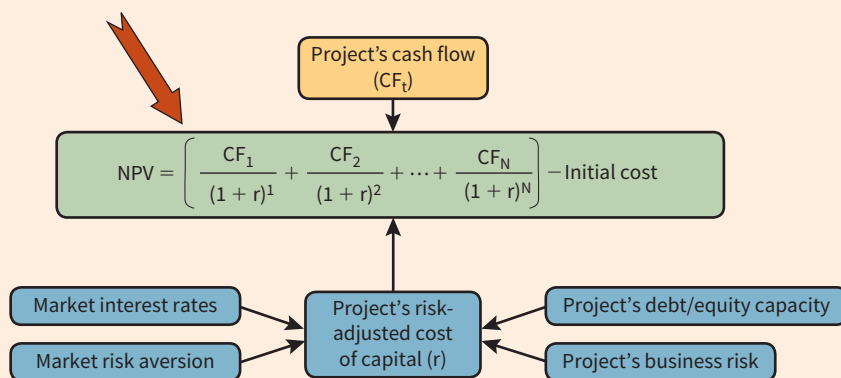 Project’s cash flow
(CFt)
NPV = [ CF1 / (1 + r)^1 + CF2 / (1 + r)^2 + ⋯ + CFN / (1 + r)^N ] − Initial cost
Market interest rates
Market risk aversion
Project’s risk-
adjusted cost
of capital (r)
Project’s debt/equity capacity
Project’s business risk